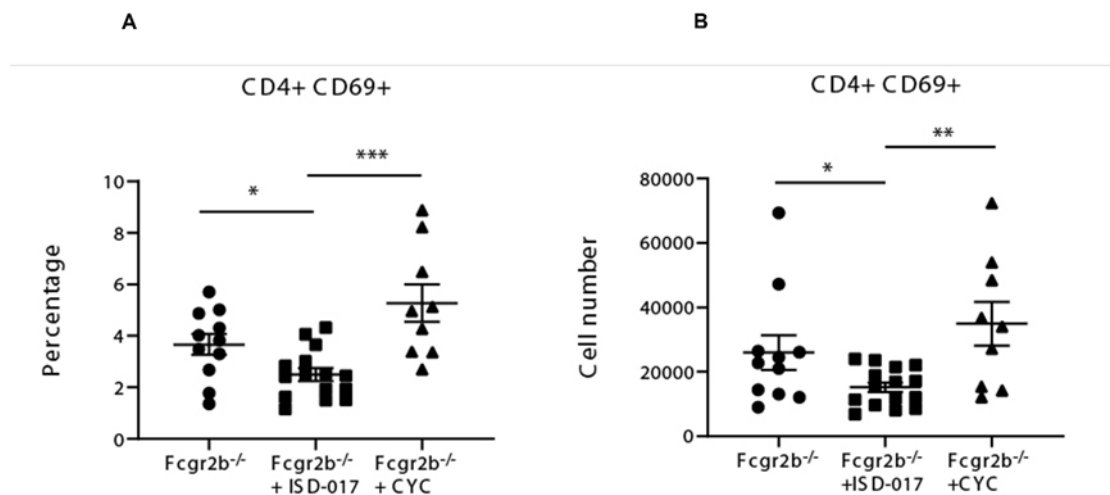 A
CD4+ CD69+
***
*
10
8
6
4
2
0
Percentage
Fcgr2b-/-
Fcgr2b-/-
+ ISD-017
Fcgr2b-/-
+ CYC
B
CD4+ CD69+
**
*
80000
60000
40000
20000
0
Cell number
Fcgr2b-/-
Fcgr2b-/-
+ISD-017
Fcgr2b-/-
+CYC